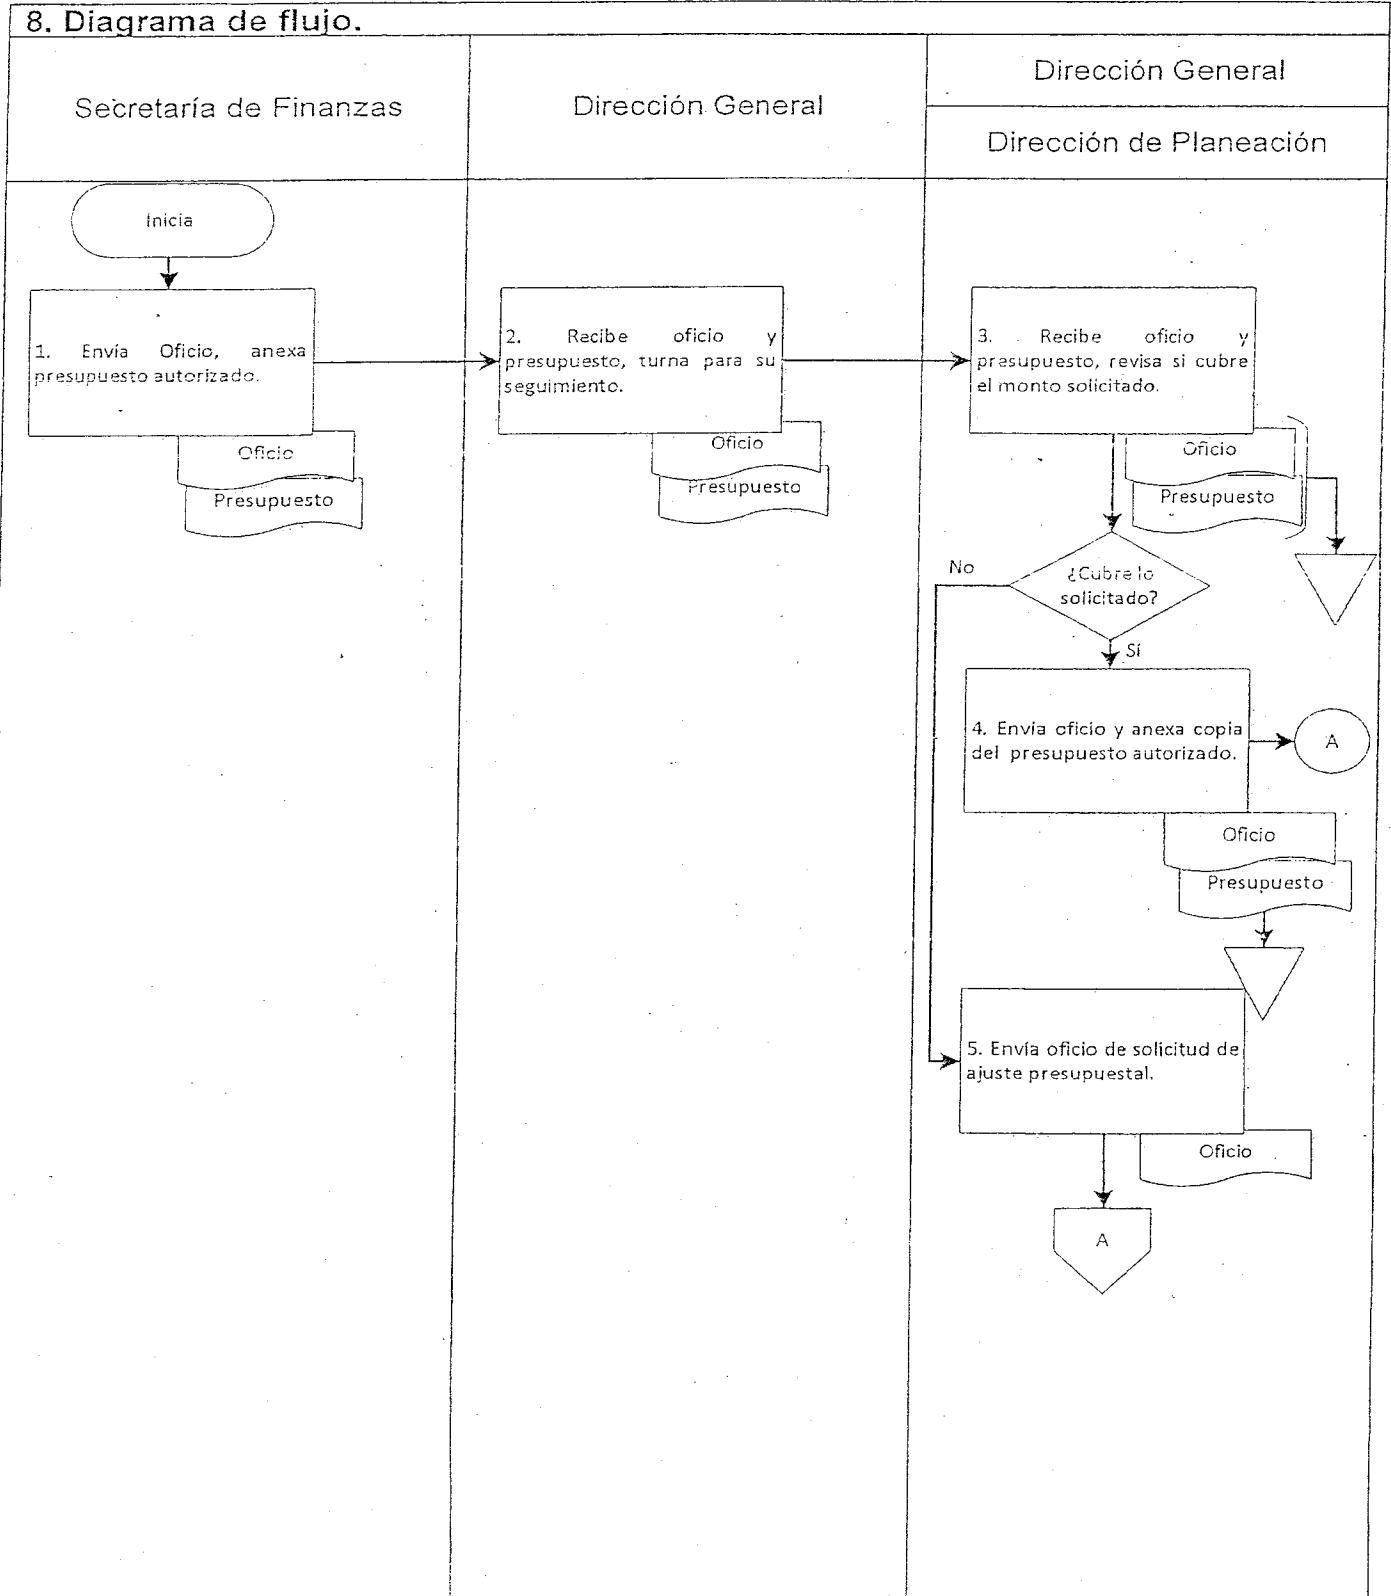 8. Diagrama de flujo.
Secretaría de Finanzas
Dirección General
Dirección General
Dirección de Planeación
Inicia
1. Envía Oficio, anexa
presupuesto autorizado.
Oficio
Presupuesto
2. Recibe oficio y
presupuesto, turna para su
seguimiento.
Oficio
Presupuesto
3. Recibe oficio y
presupuesto, revisa si cubre
el monto solicitado.
Oficio
Presupuesto
No
¿Cubre lo
solicitado?
Sí
4. Envía oficio y anexa copia
del presupuesto autorizado.
A
Oficio
Presupuesto
5. Envía oficio de solicitud de
ajuste presupuestal.
Oficio
A